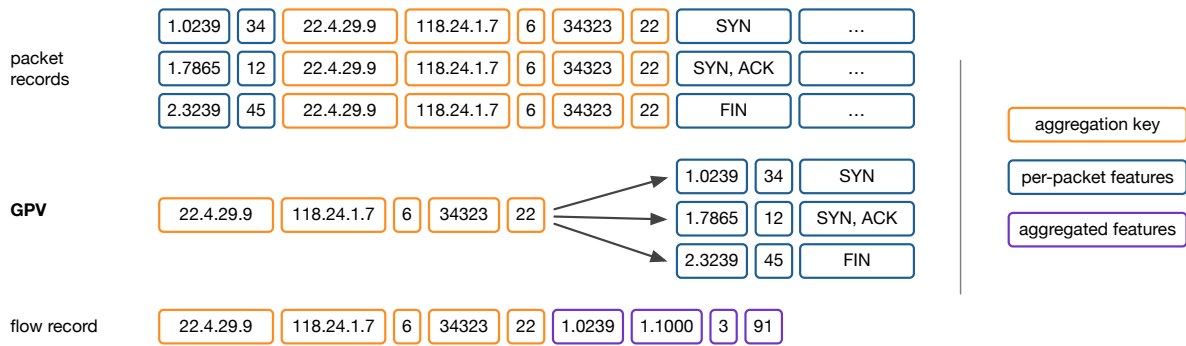 1.0239 34 22.4.29.9 118.24.1.7 6 34323 22 SYN ...
packet
records
1.7865 12 22.4.29.9 118.24.1.7 6 34323 22 SYN, ACK ...
2.3239 45 22.4.29.9 118.24.1.7 6 34323 22 FIN ...
GPV
22.4.29.9 118.24.1.7 6 34323 22
1.0239 34 SYN
1.7865 12 SYN, ACK
2.3239 45 FIN
flow record 22.4.29.9 118.24.1.7 6 34323 22 1.0239 1.1000 3 91
aggregation key
per-packet features
aggregated features